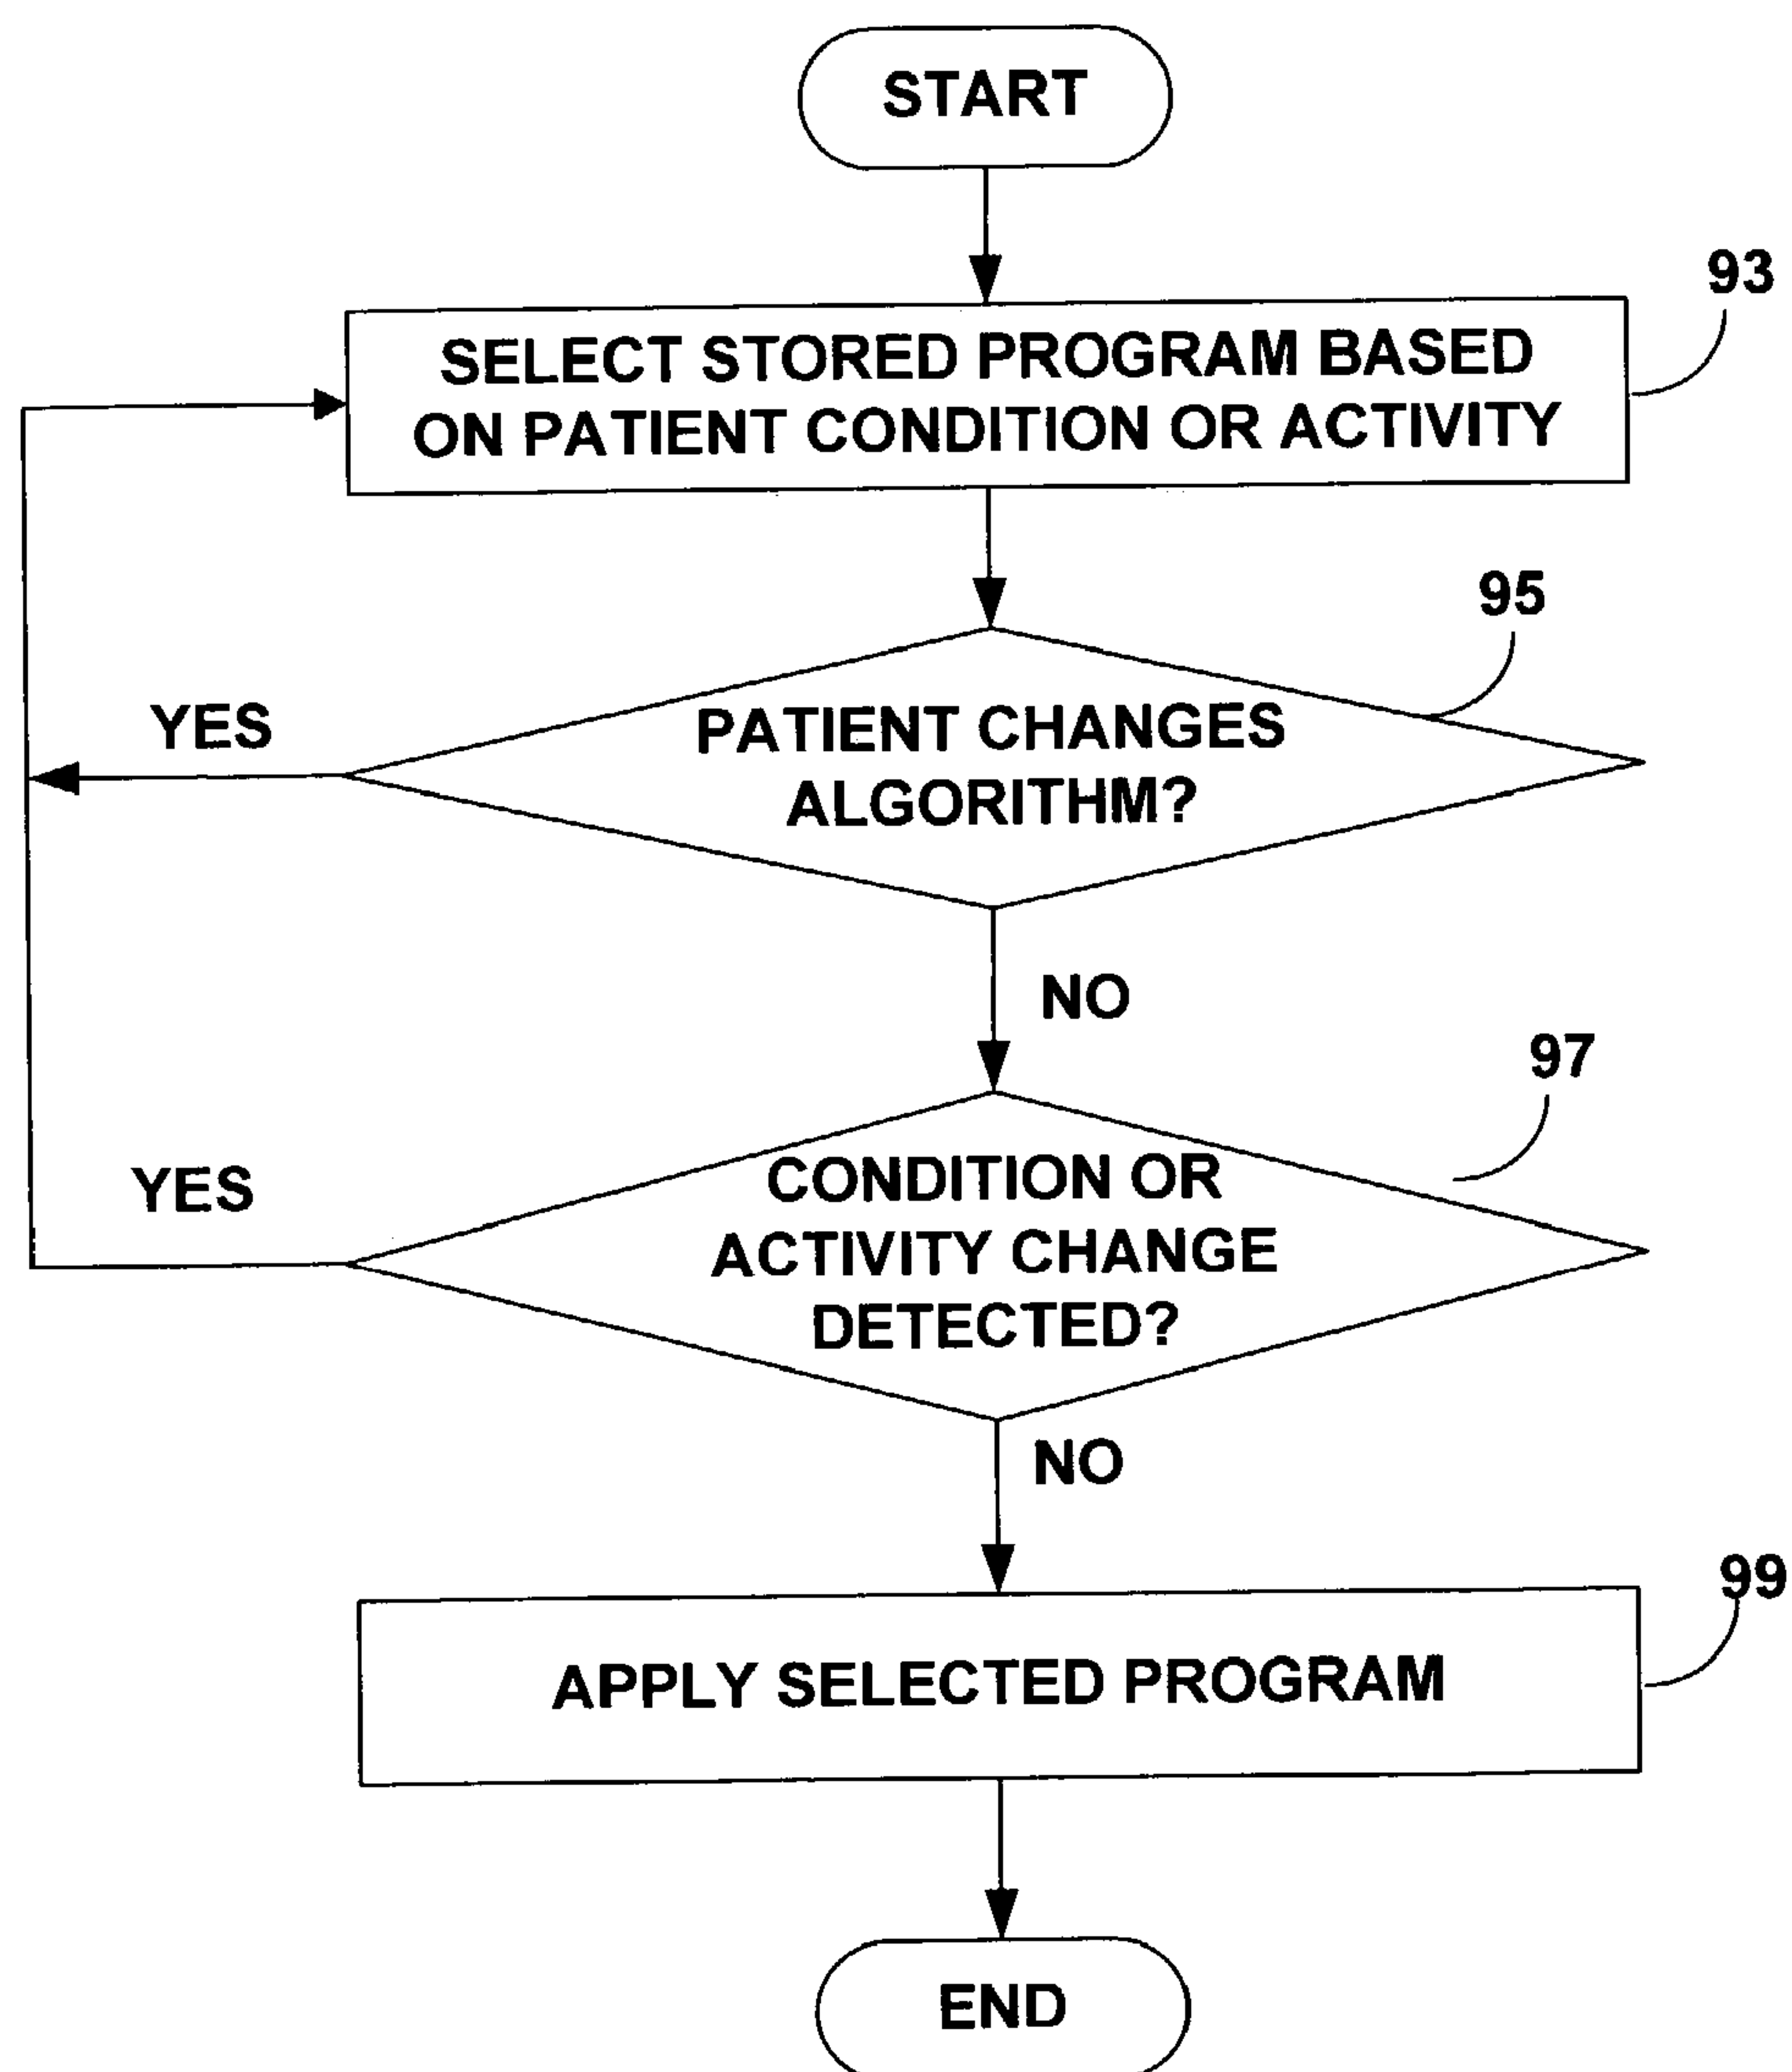 START
93
SELECT STORED PROGRAM BASED
ON PATIENT CONDITION OR ACTIVITY
95
PATIENT CHANGES
ALGORITHM?
YES
NO
97
CONDITION OR
ACTIVITY CHANGE
DETECTED?
YES
NO
99
APPLY SELECTED PROGRAM
END